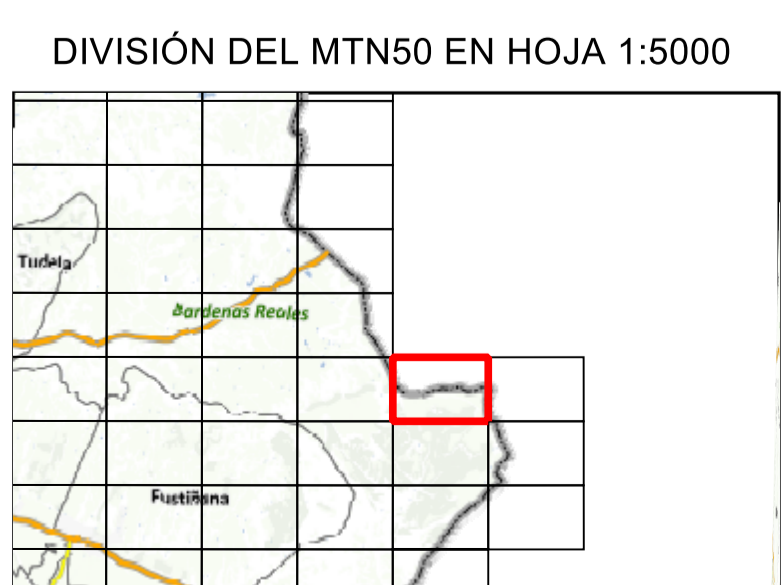 DIVISIÓN DEL MTN50 EN HOJA 1:5000
Tudela
Bardenas Reales
Fustiñana